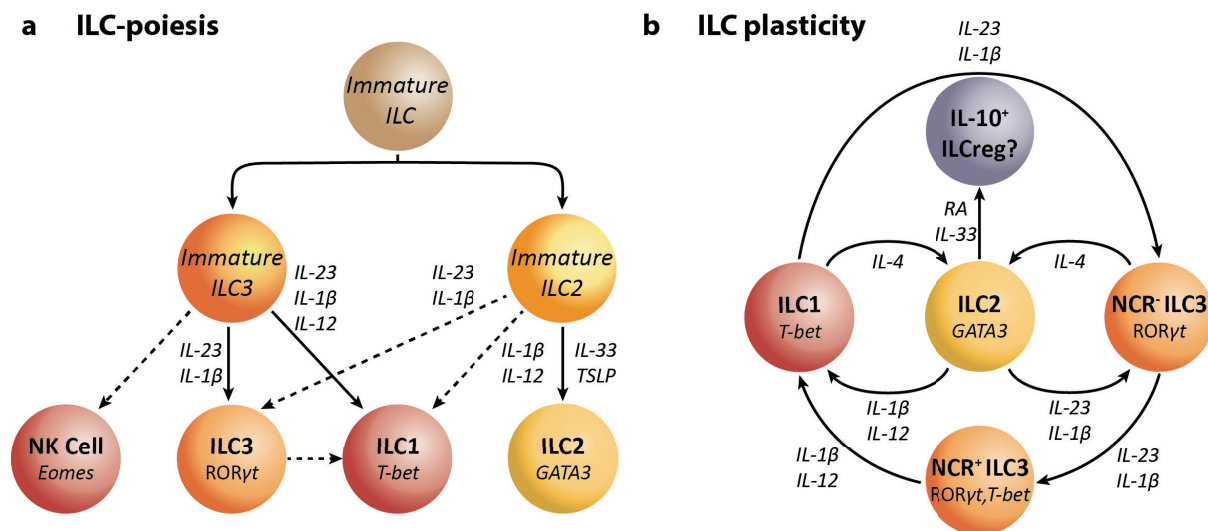 a ILC-poiesis
Immature
ILC
Immature
ILC3
Immature
ILC2
IL-23
IL-1β
IL-12
IL-23
IL-1β
IL-23
IL-1β
IL-1β
IL-12
IL-33
TSLP
NK Cell
Eomes
ILC3
RORγt
ILC1
T-bet
ILC2
GATA3
b ILC plasticity
IL-23
IL-1β
IL-10⁺
ILCreg?
RA
IL-33
IL-4
IL-4
ILC1
T-bet
ILC2
GATA3
NCR⁻ ILC3
RORγt
IL-1β
IL-12
IL-23
IL-1β
IL-1β
IL-12
NCR⁺ ILC3
RORγt,T-bet
IL-23
IL-1β